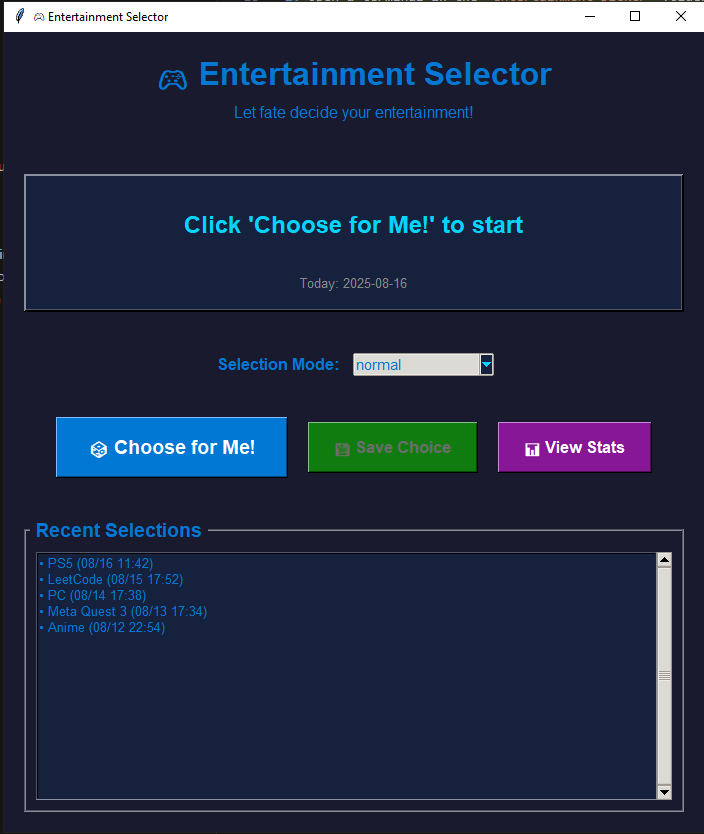 Entertainment Selector
Entertainment Selector
Let fate decide your entertainment!
Click 'Choose for Me!' to start
Today: 2025-08-16
Selection Mode: normal
Choose for Me! Save Choice View Stats
Recent Selections
• PS5 (08/16 11:42)
• LeetCode (08/15 17:52)
• PC (08/14 17:38)
• Meta Quest 3 (08/13 17:34)
• Anime (08/12 22:54)